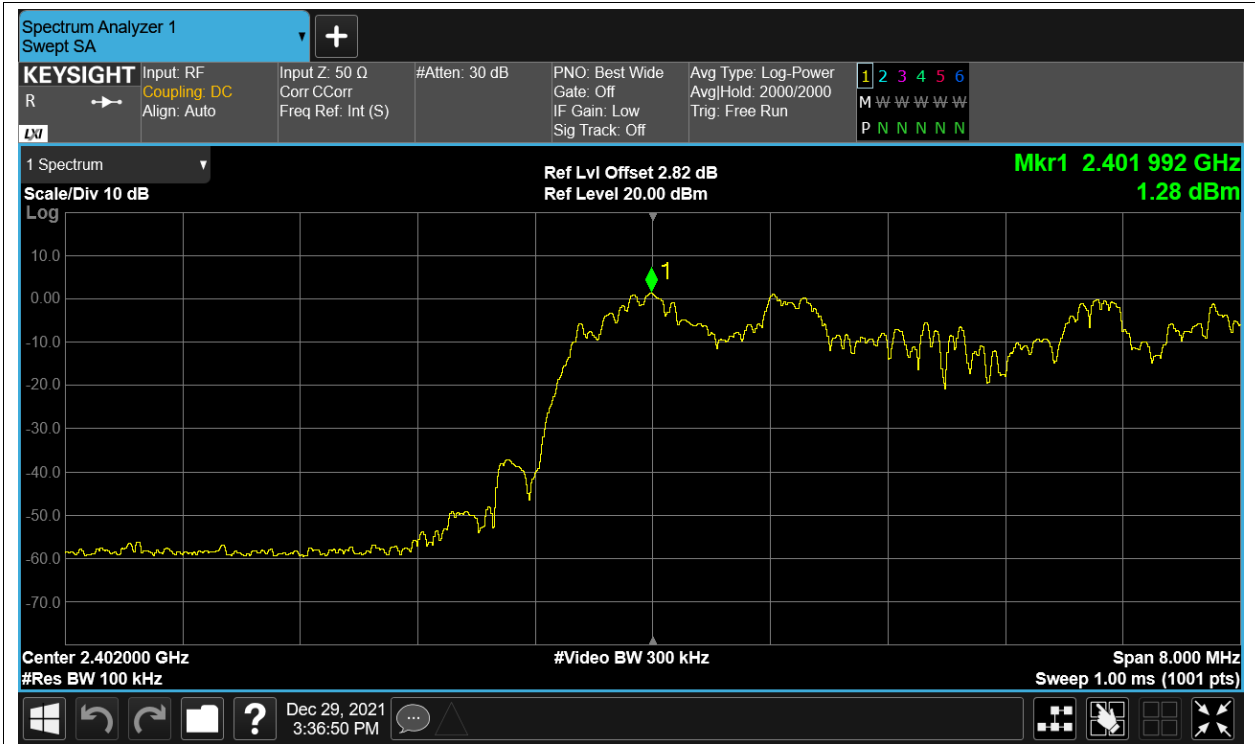 Spectrum Analyzer 1
Swept SA
KEYSIGHT
R
LXI
Input: RF
Coupling: DC
Align: Auto
Input Z: 50 Ω
Corr CCorr
Freq Ref: Int (S)
#Atten: 30 dB
PNO: Best Wide
Gate: Off
IF Gain: Low
Sig Track: Off
Avg Type: Log-Power
Avg|Hold: 2000/2000
Trig: Free Run
1 2 3 4 5 6
M W W W W W
P N N N N N
1 Spectrum
Scale/Div 10 dB
Log
Ref Lvl Offset 2.82 dB
Ref Level 20.00 dBm
Mkr1 2.401 992 GHz
1.28 dBm
1
10.0
0.00
-10.0
-20.0
-30.0
-40.0
-50.0
-60.0
-70.0
Center 2.402000 GHz
#Res BW 100 kHz
#Video BW 300 kHz
Span 8.000 MHz
Sweep 1.00 ms (1001 pts)
?
Dec 29, 2021
3:36:50 PM